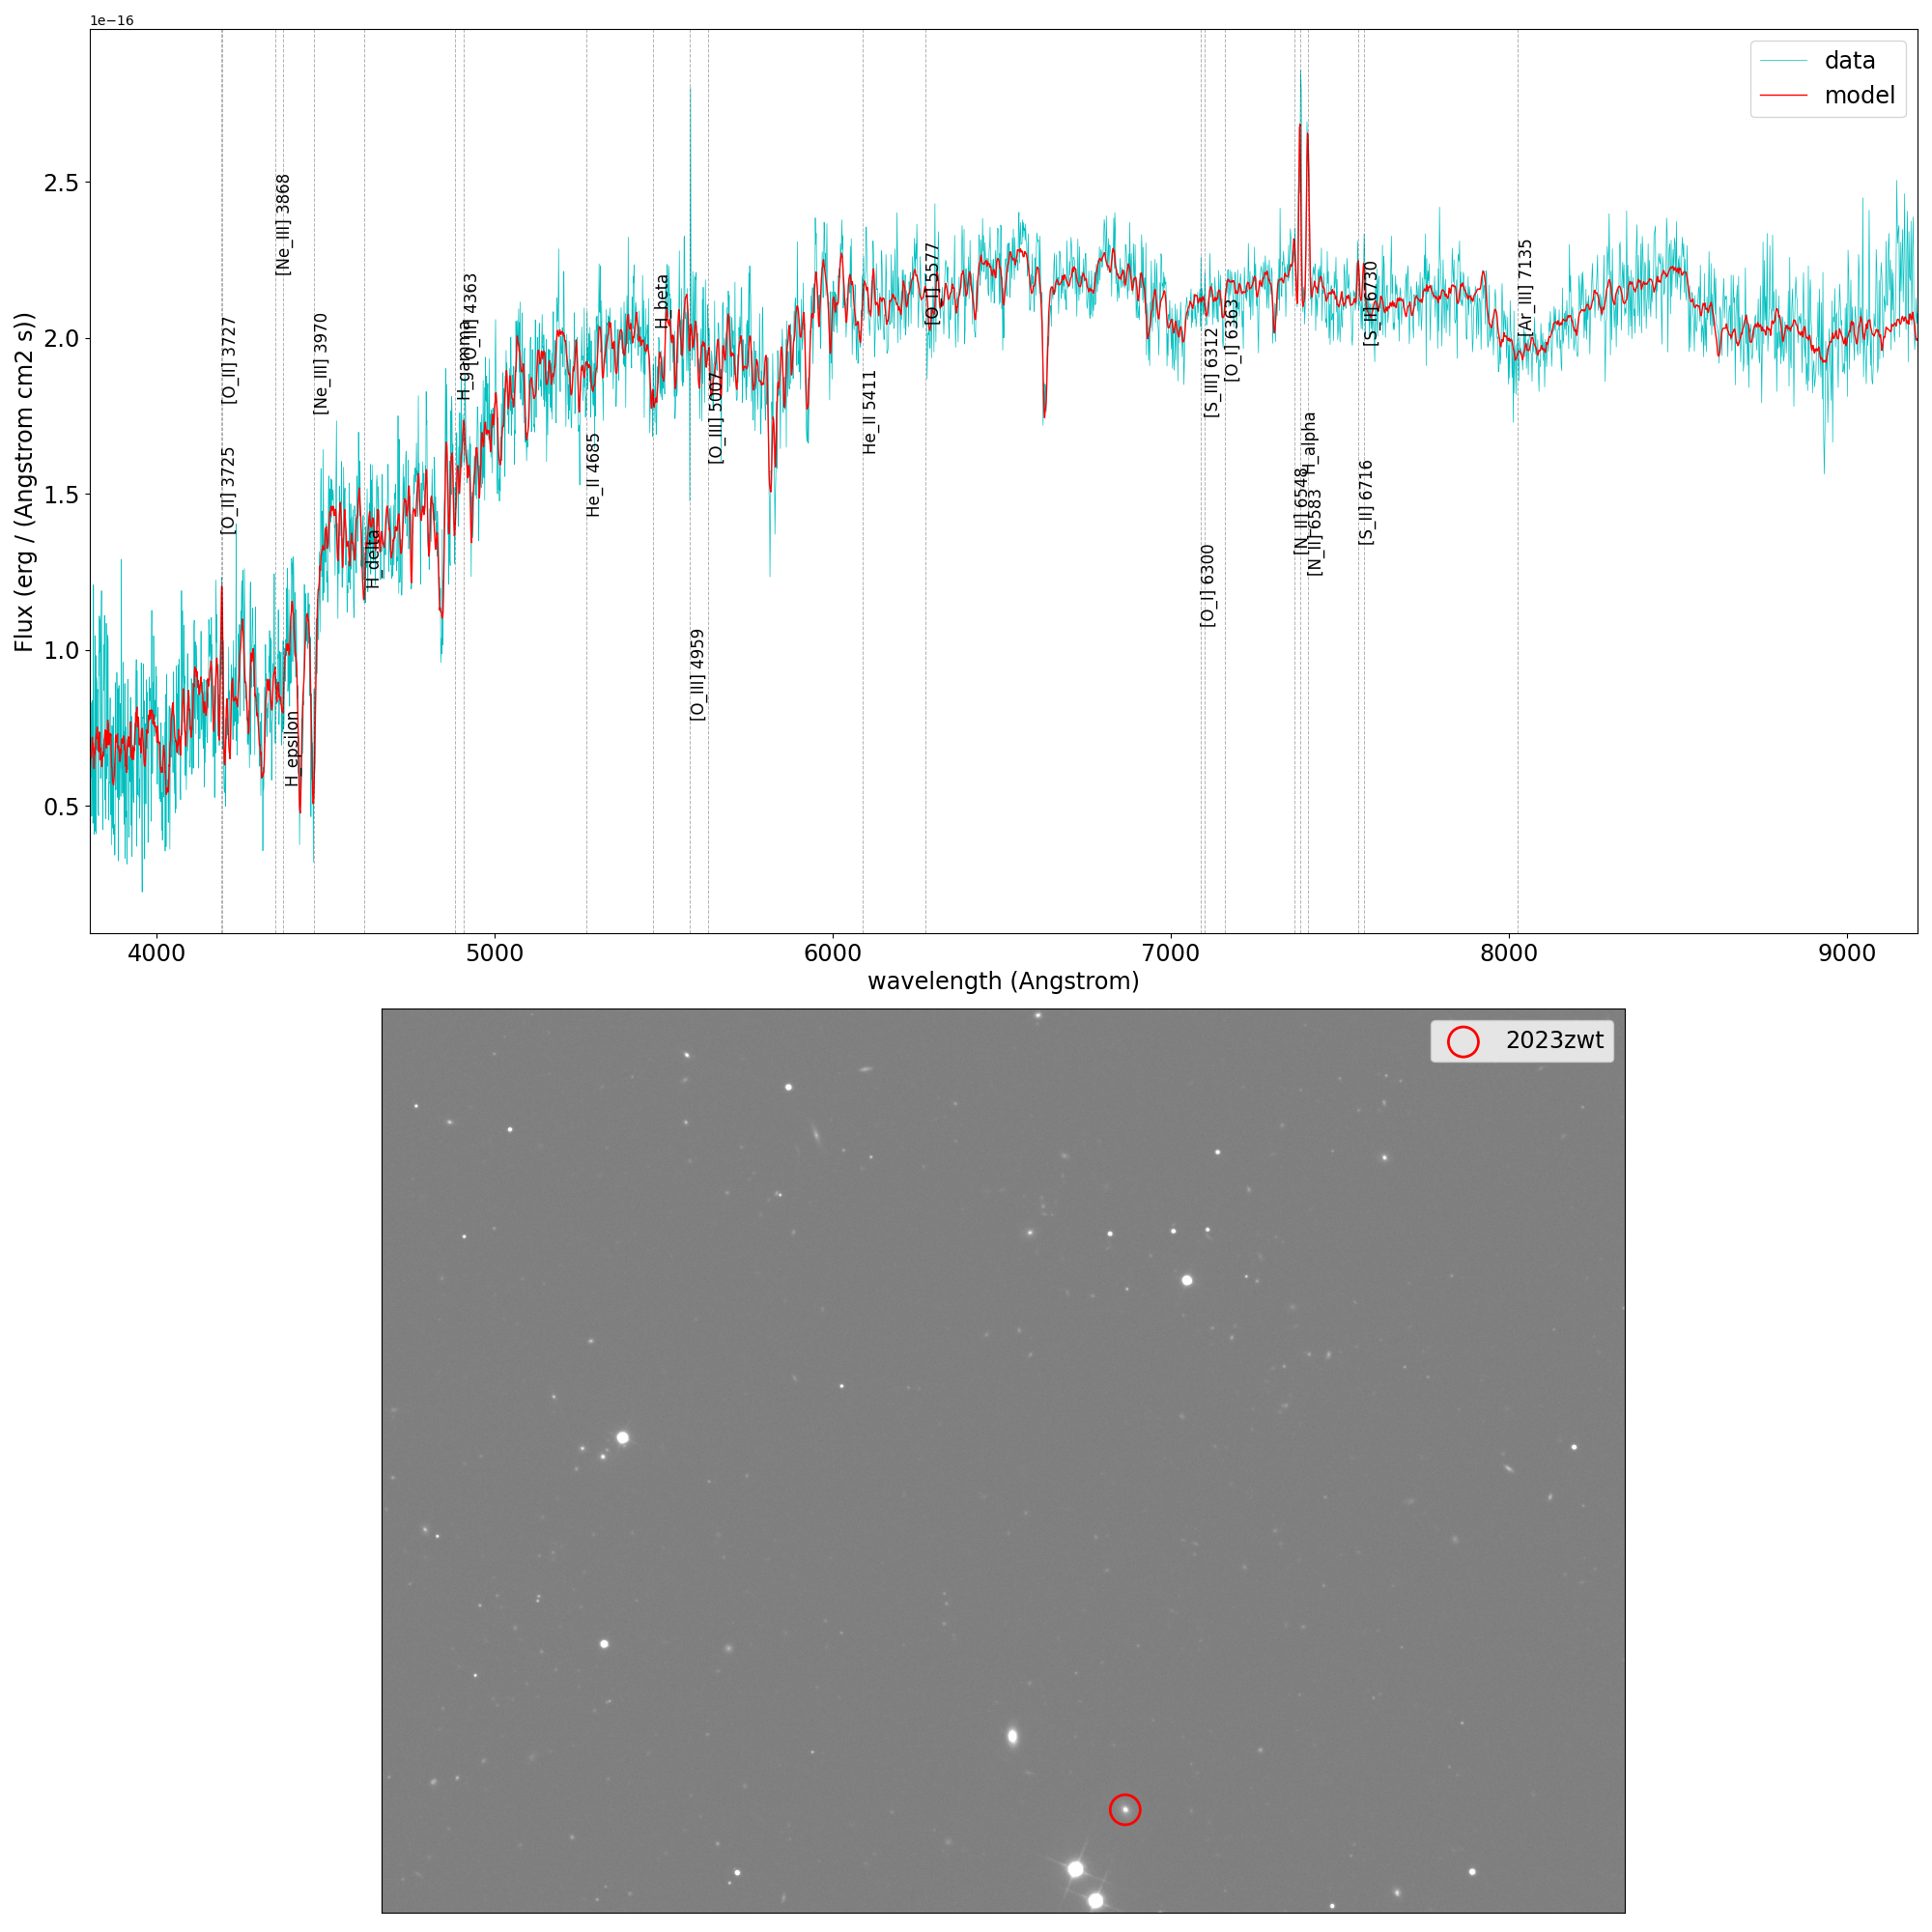 1e−16
data
model
Flux (erg / (Angstrom cm2 s))
2.5
2.0
1.5
1.0
0.5
[O_II] 3725
[O_II] 3727
[Ne_III] 3868
H_epsilon
[Ne_III] 3970
H_delta
H_gamma
[O_III] 4363
He_II 4685
H_beta
[O_III] 4959
[O_III] 5007
He_II 5411
[O_I] 5577
[O_I] 6300
[S_III] 6312
[O_I] 6363
[N_II] 6548
H_alpha
[N_II] 6583
[S_II] 6716
[S_II] 6730
[Ar_III] 7135
4000 5000 6000 7000 8000 9000
wavelength (Angstrom)
2023zwt